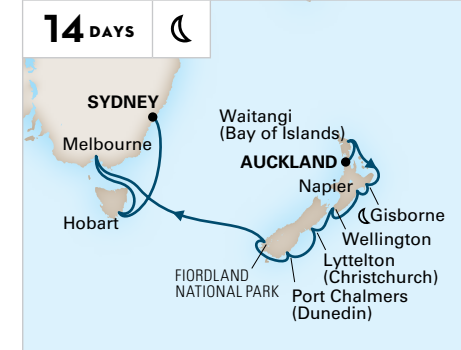 14 DAYS
SYDNEY
Melbourne
Hobart
Waitangi
(Bay of Islands)
AUCKLAND
Napier
Gisborne
Wellington
Lyttelton
(Christchurch)
Port Chalmers
(Dunedin)
FIORDLAND
NATIONAL PARK